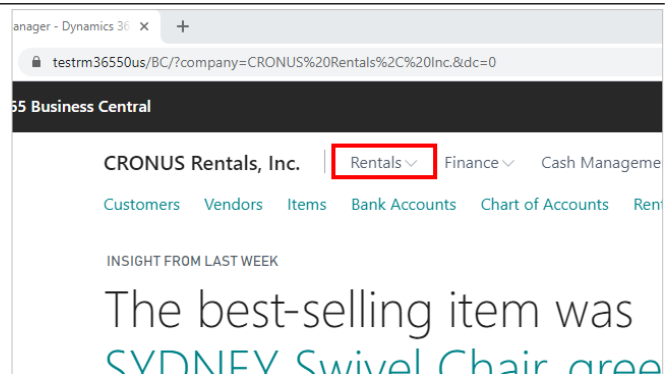 anager - Dynamics 36
testrm36550us/BC/?company=CRONUS%20Rentals%2C%20Inc.&dc=0
65 Business Central
CRONUS Rentals, Inc. Rentals Finance Cash Manageme
Customers Vendors Items Bank Accounts Chart of Accounts Ren
INSIGHT FROM LAST WEEK
The best-selling item was
SYDNEY Swivel Chair, gree